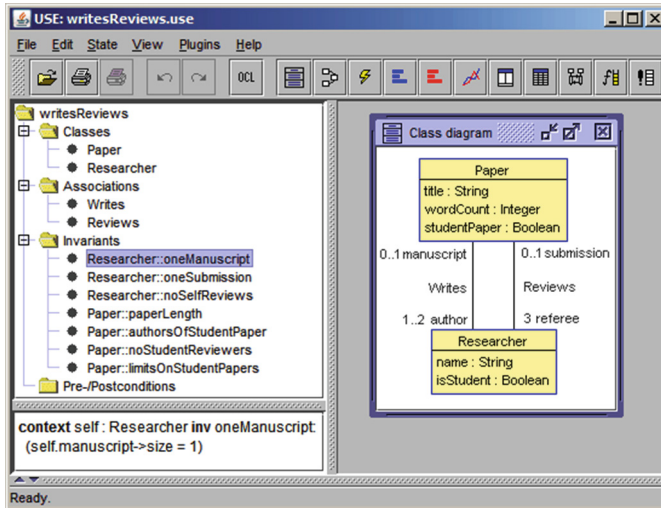 USE: writesReviews.use
File Edit State View Plugins Help
OCL
writesReviews
Classes
Paper
Researcher
Associations
Writes
Reviews
Invariants
Researcher::oneManuscript
Researcher::oneSubmission
Researcher::noSelfReviews
Paper::paperLength
Paper::authorsOfStudentPaper
Paper::noStudentReviewers
Paper::limitsOnStudentPapers
Pre-/Postconditions
context self : Researcher inv oneManuscript:
(self.manuscript->size = 1)
Class diagram
Paper
title : String
wordCount : Integer
studentPaper : Boolean
0..1 manuscript 0..1 submission
Writes Reviews
1..2 author 3 referee
Researcher
name : String
isStudent : Boolean
Ready.